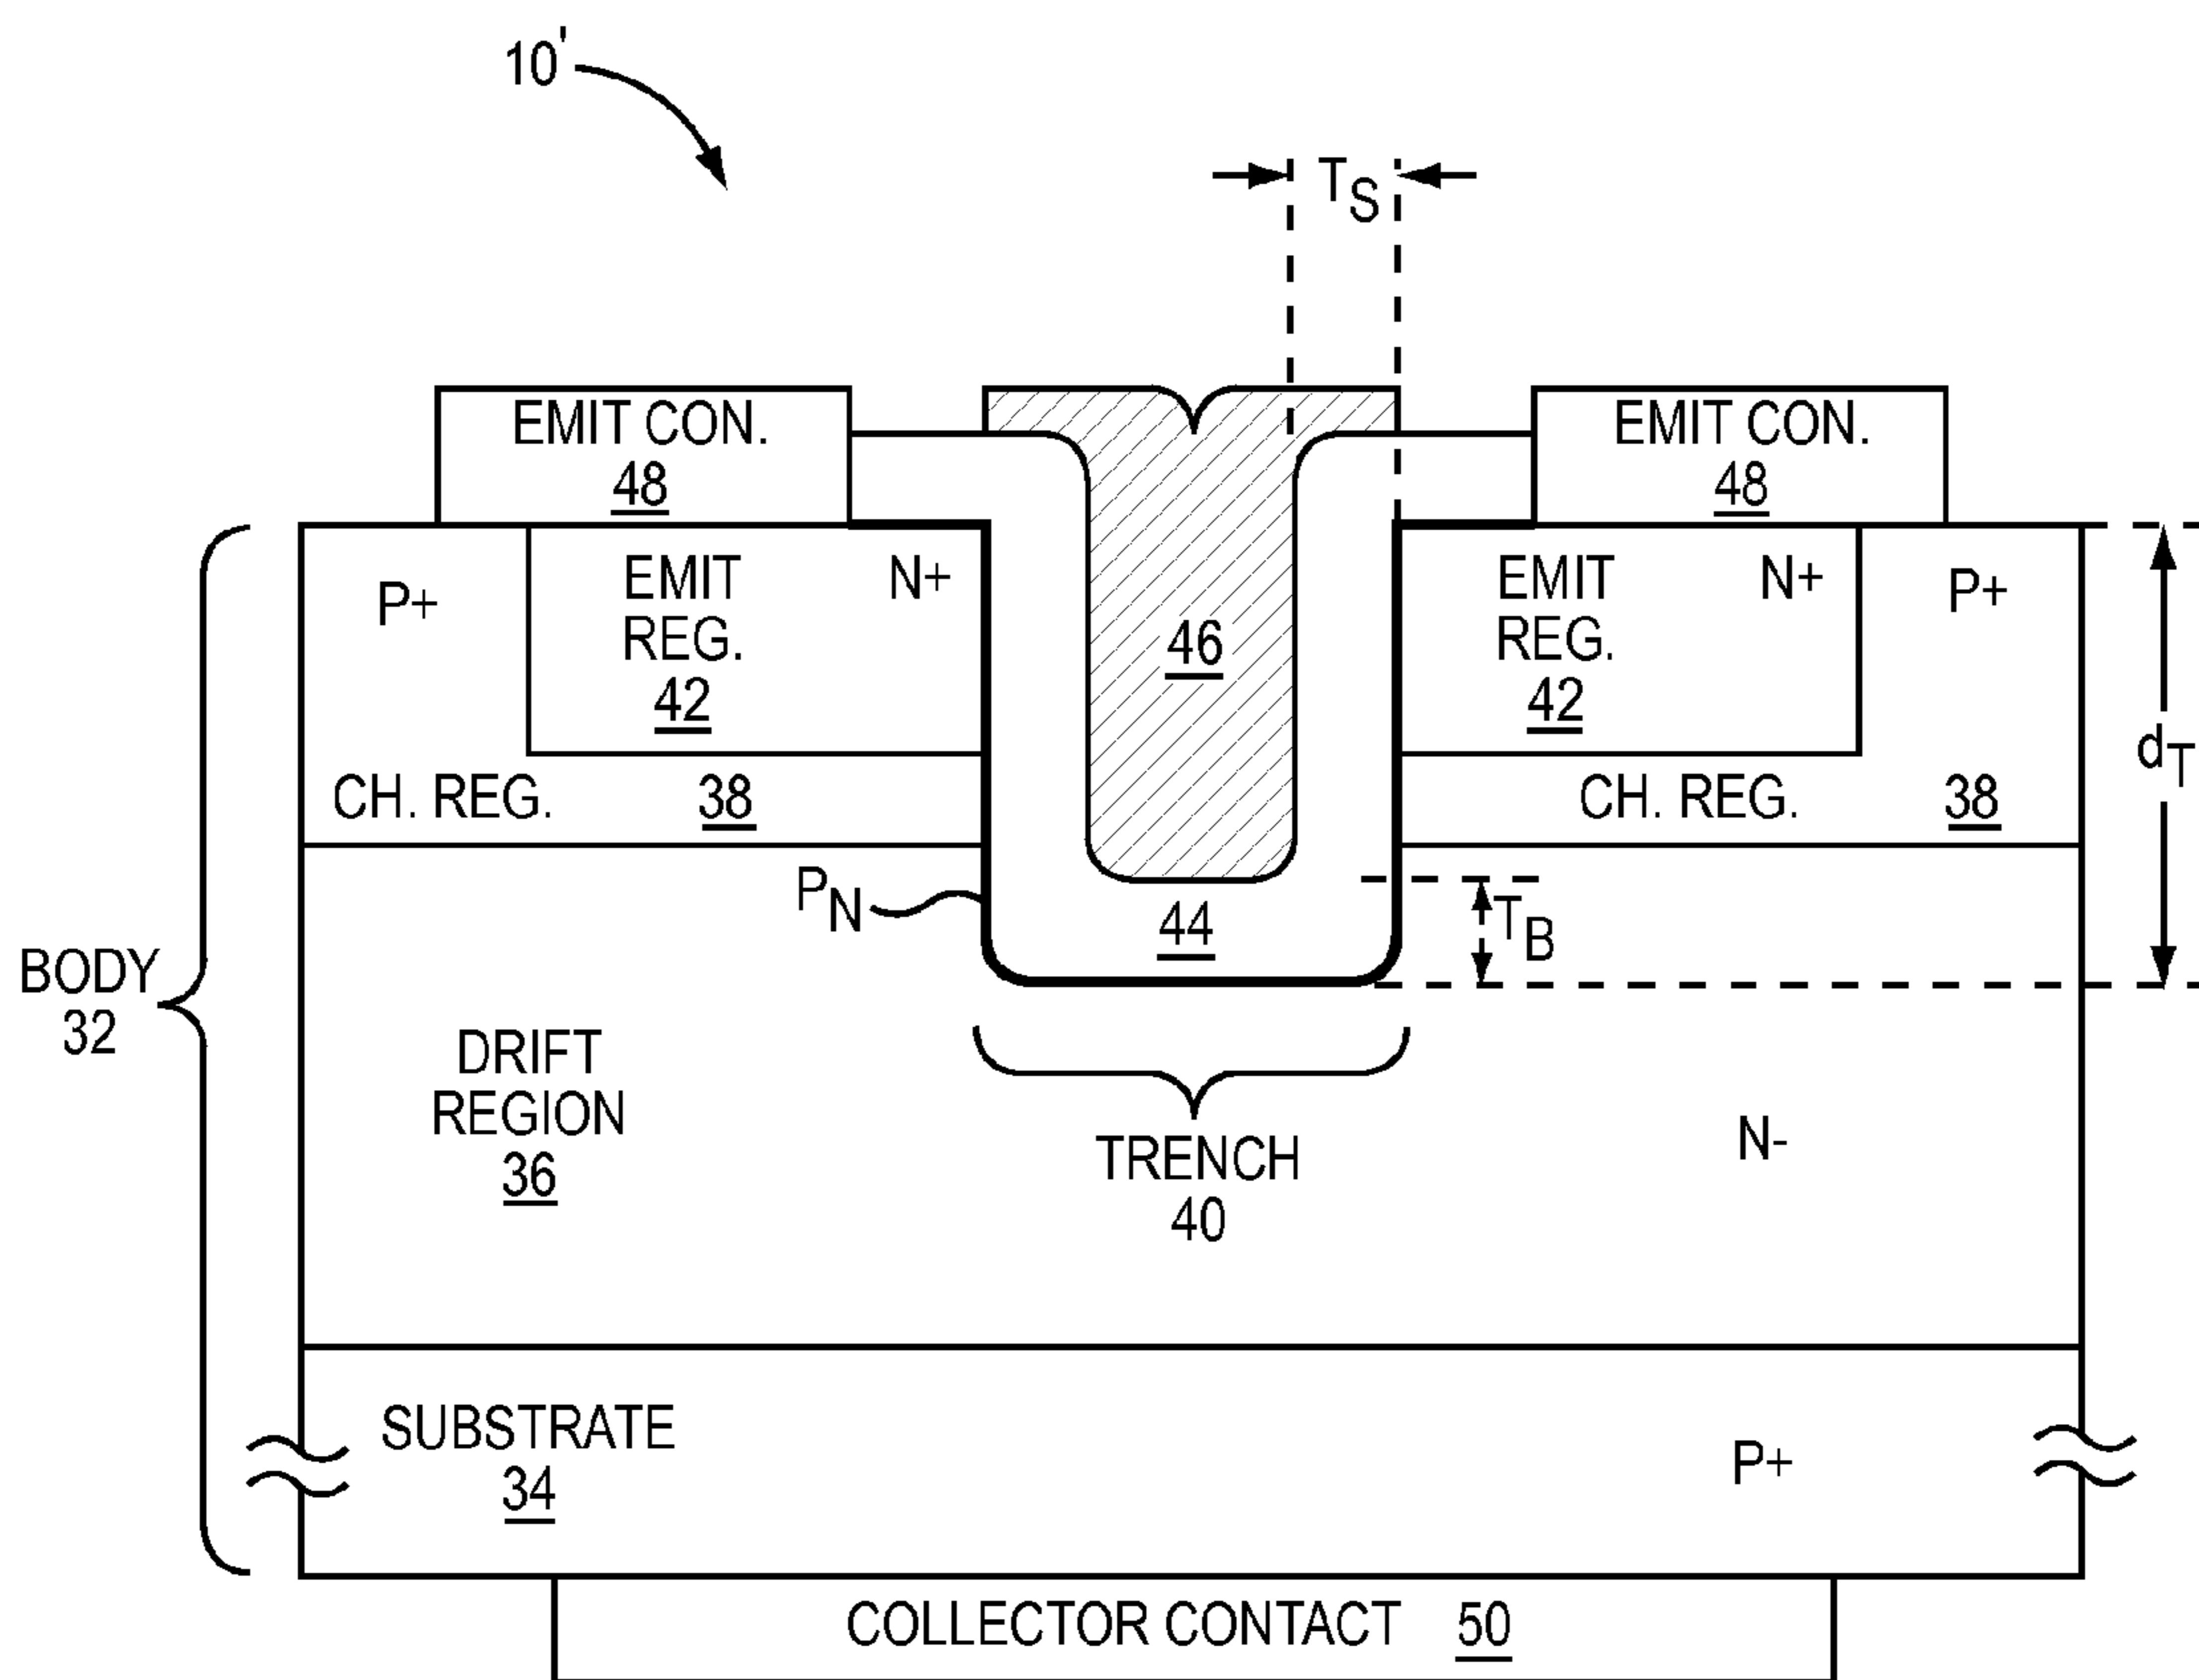 10'
TS
EMIT CON.
48
EMIT CON.
48
P+
EMIT
REG.
42
N+
46
EMIT
REG.
42
N+
P+
dT
CH. REG. 38
CH. REG. 38
PN
44
TB
BODY
32
DRIFT
REGION
36
TRENCH
40
N-
SUBSTRATE
34
P+
COLLECTOR CONTACT 50